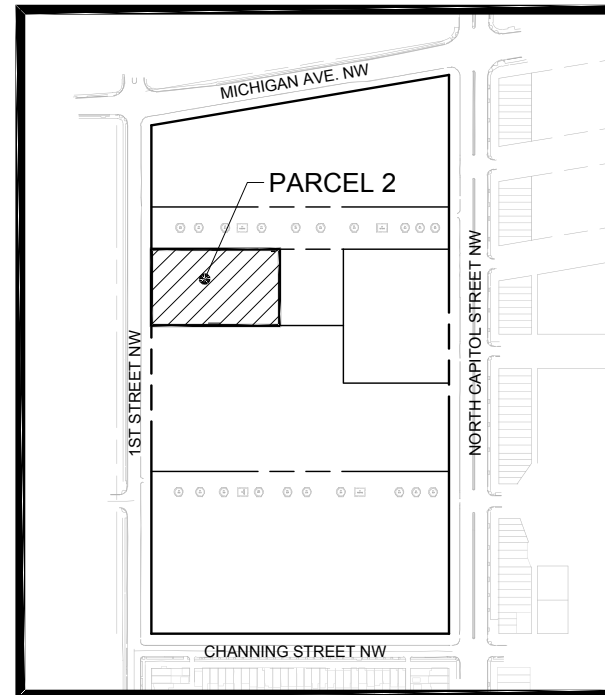 MICHIGAN AVE. NW
PARCEL 2
1ST STREET NW
NORTH CAPITOL STREET NW
CHANNING STREET NW